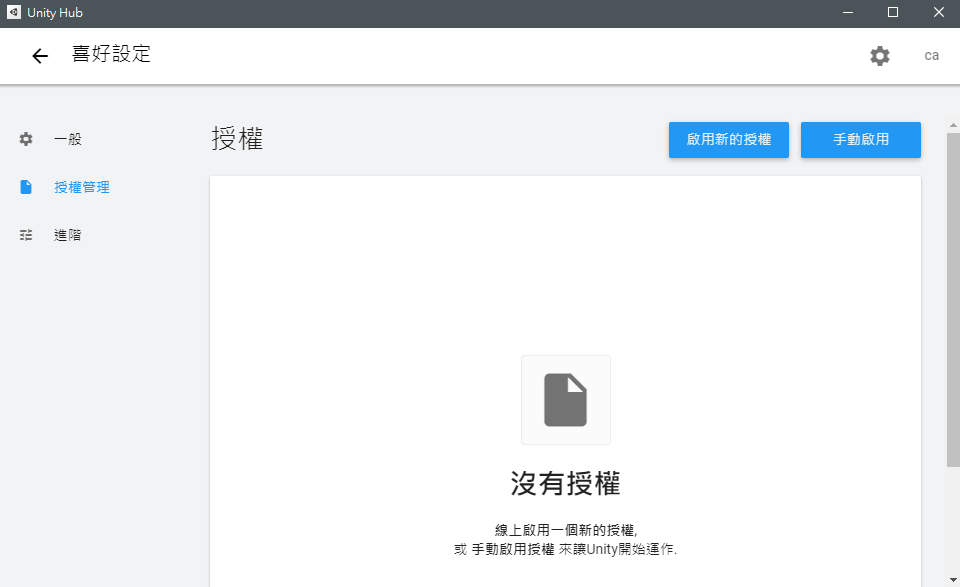 Unity Hub
喜好設定
ca
一般
授權管理
進階
授權
啟用新的授權
手動啟用
沒有授權
線上啟用一個新的授權,
或 手動啟用授權 來讓Unity開始運作.